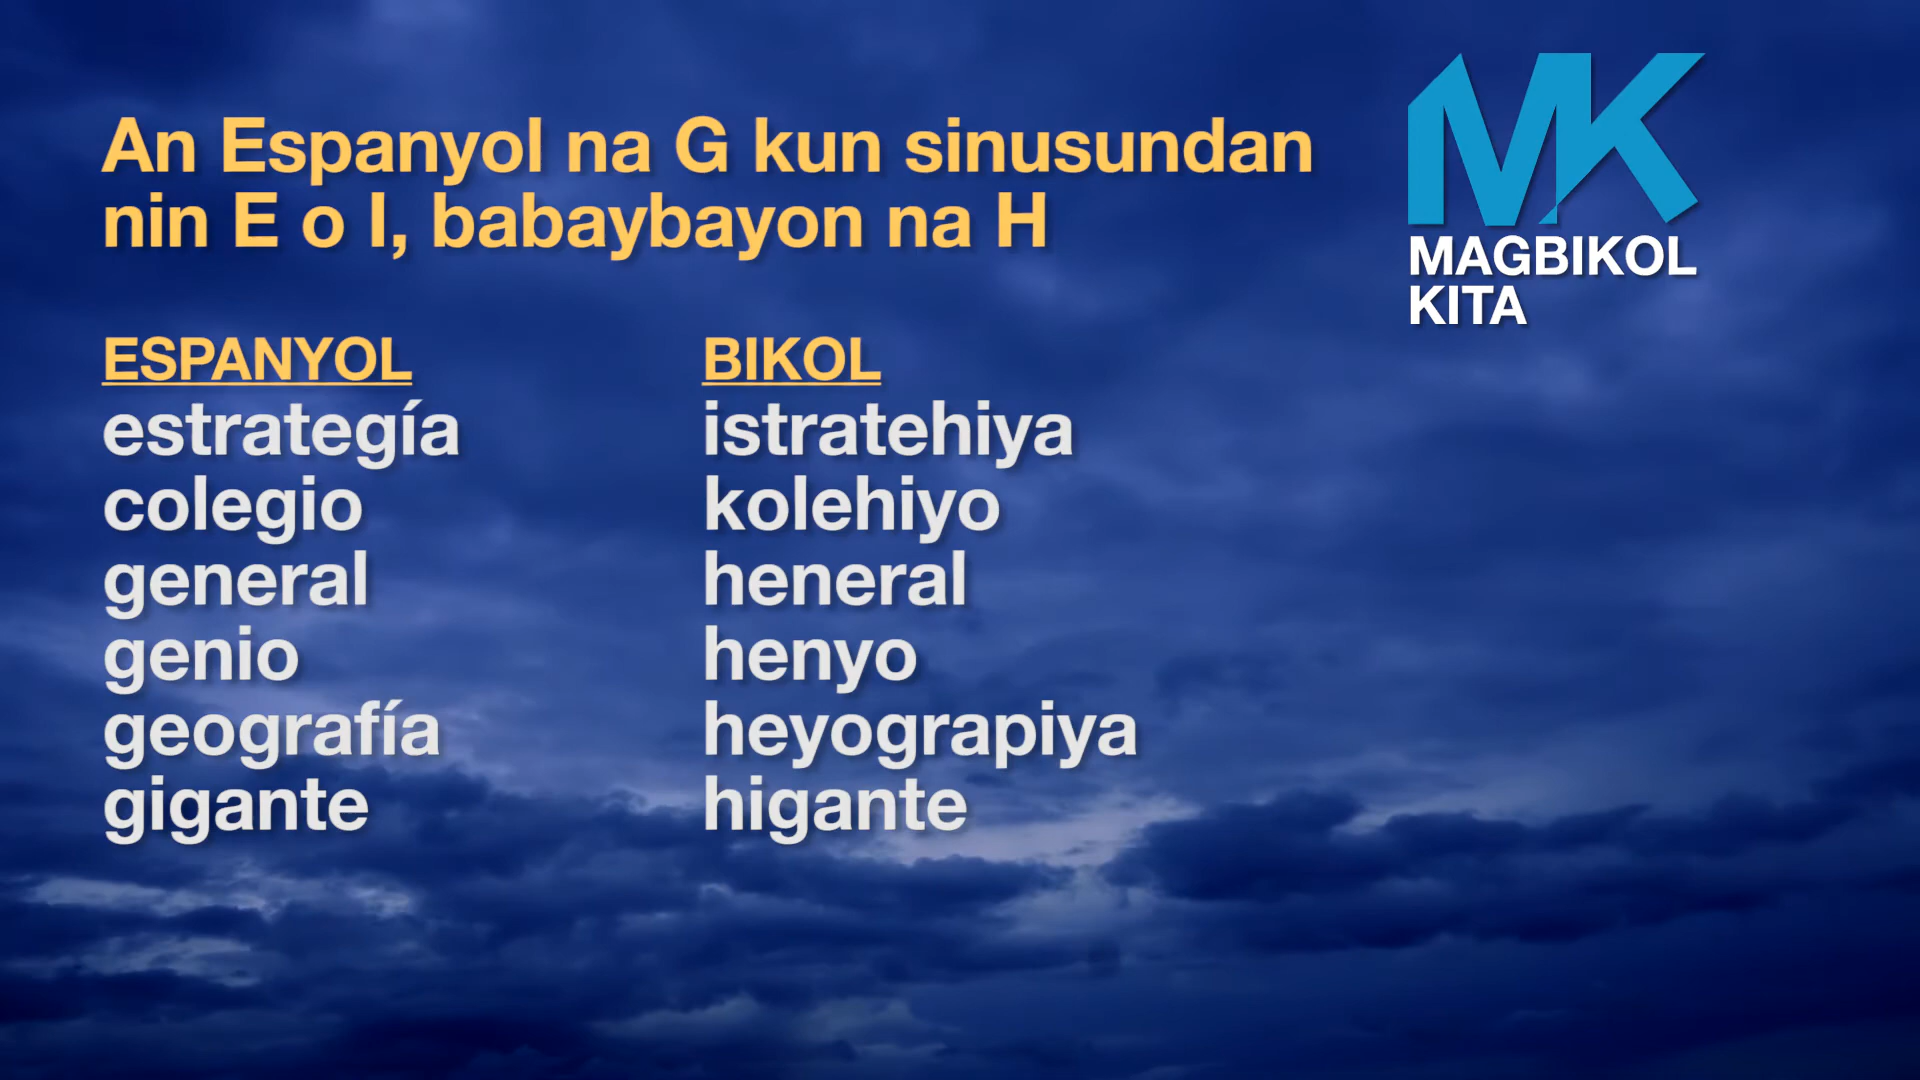 An Espanyol na G kun sinusundan
nin E o I, babaybayon na H
MK
MAGBIKOL
KITA
ESPANYOL BIKOL
estrategía istratehiya
colegio kolehiyo
general heneral
genio henyo
geografía heyograpiya
gigante higante